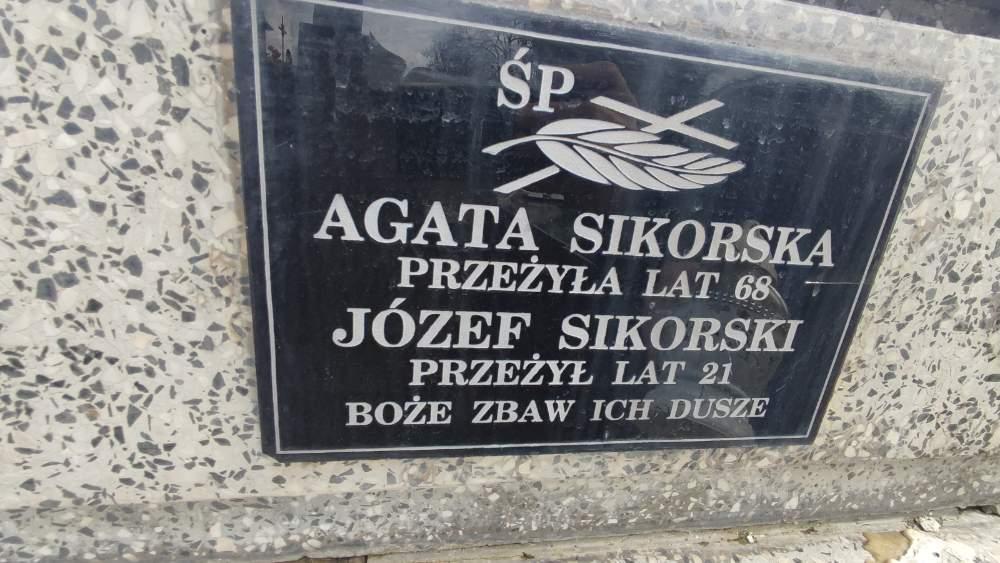 ŚP
AGATA SIKORSKA
PRZEŻYŁA LAT 68
JÓZEF SIKORSKI
PRZEŻYŁ LAT 21
BOŻE ZBAW ICH DUSZE